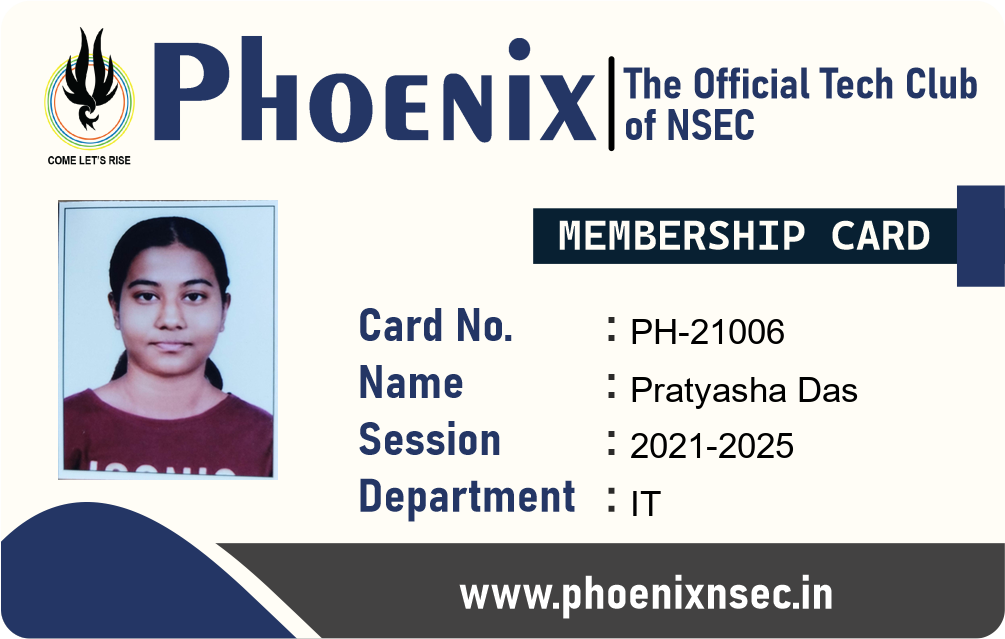 PHOENIX
The Official Tech Club
of NSEC
COME LET'S RISE
MEMBERSHIP CARD
Card No. : PH-21006
Name : Pratyasha Das
Session : 2021-2025
Department : IT
www.phoenixnsec.in